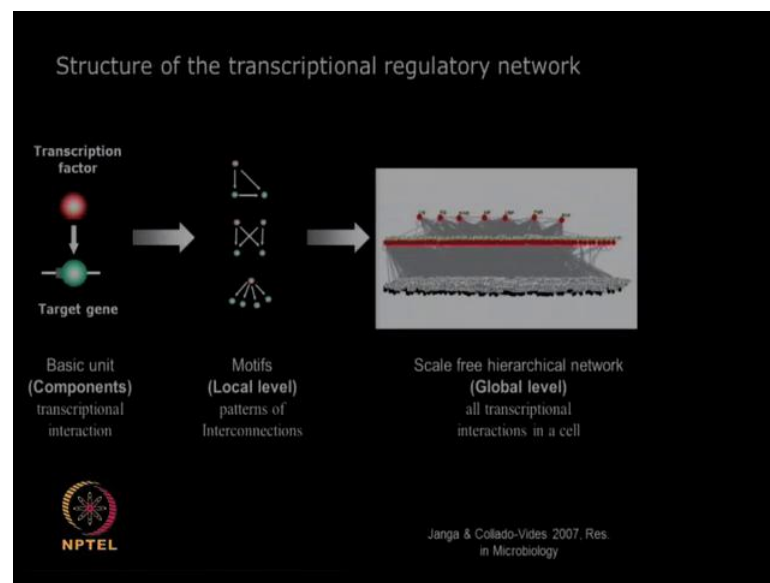 Structure of the transcriptional regulatory network
Transcription
factor
Target gene
Basic unit
(Components)
transcriptional
interaction
Motifs
(Local level)
patterns of
Interconnections
Scale free hierarchical network
(Global level)
all transcriptional
interactions in a cell
NPTEL
Janga & Collado-Vides 2007, Res.
in Microbiology